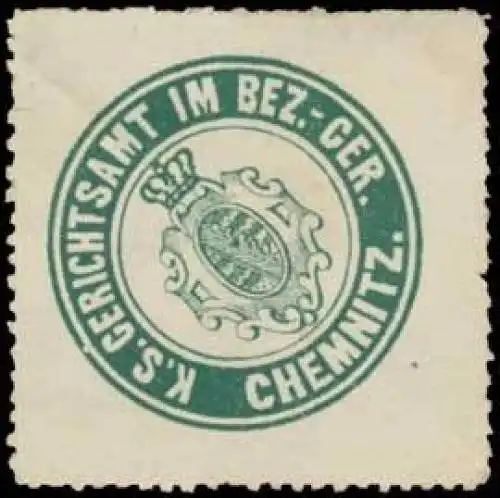 K.S. GERICHTSAMT IM BEZ.-GER.
CHEMNITZ.